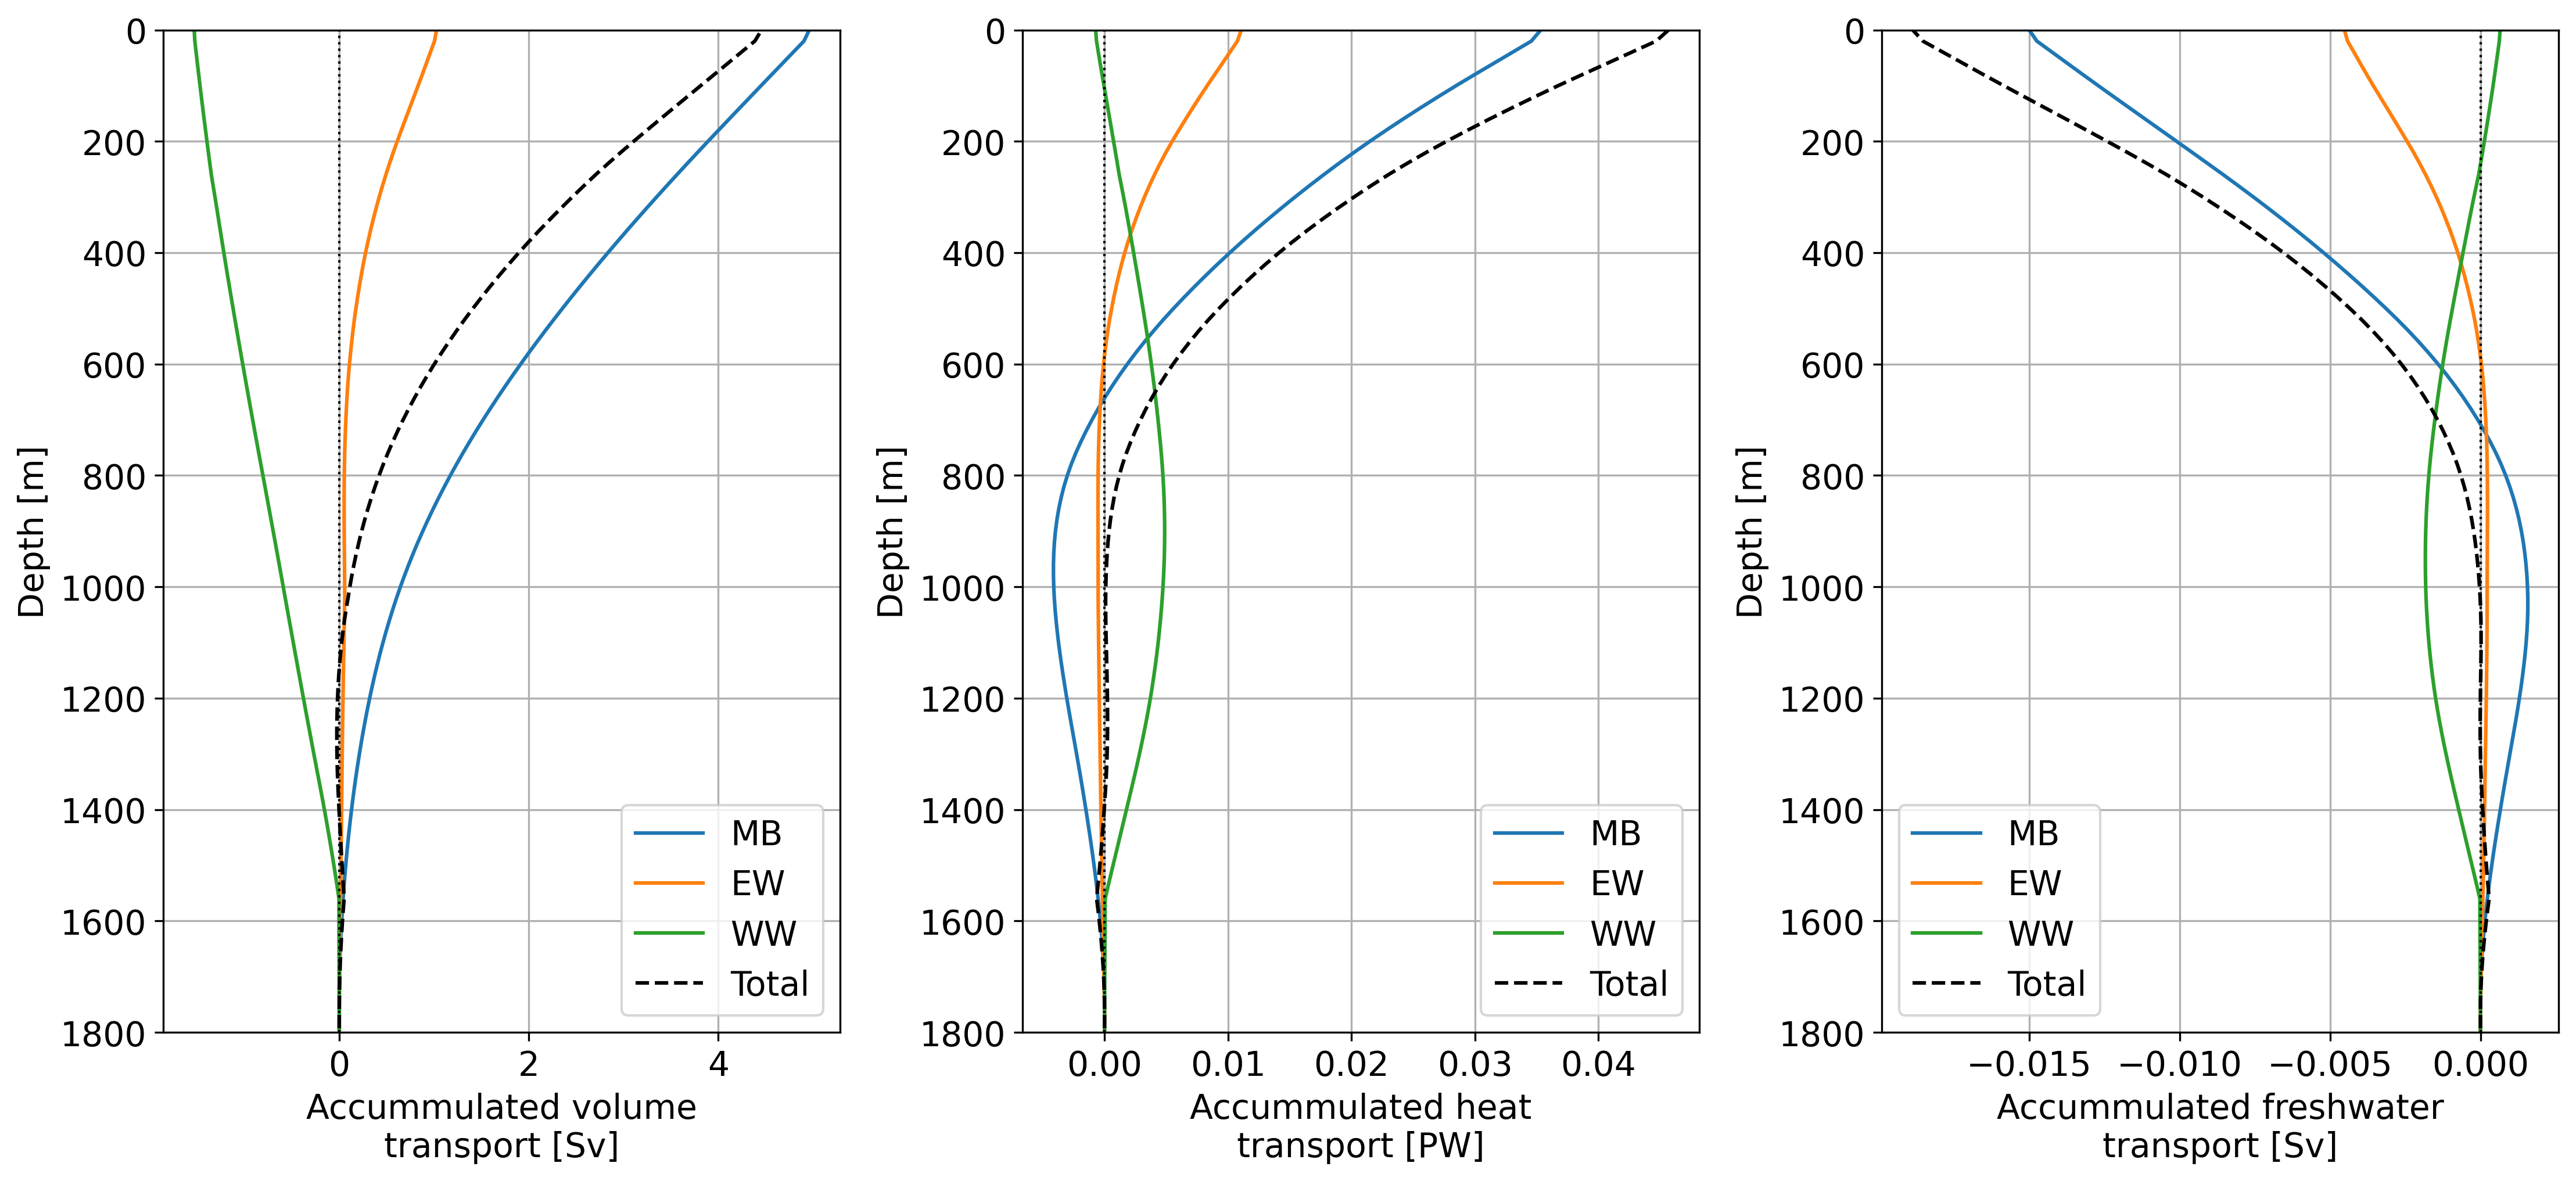 0
200
400
600
800
1000
1200
1400
1600
1800
Depth [m]
0 2 4
Accummulated volume
transport [Sv]
MB
EW
WW
Total
0
200
400
600
800
1000
1200
1400
1600
1800
Depth [m]
0.00 0.01 0.02 0.03 0.04
Accummulated heat
transport [PW]
MB
EW
WW
Total
0
200
400
600
800
1000
1200
1400
1600
1800
Depth [m]
−0.015 −0.010 −0.005 0.000
Accummulated freshwater
transport [Sv]
MB
EW
WW
Total